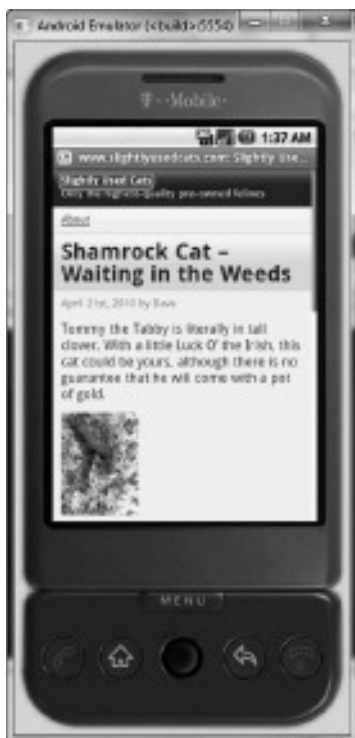 Android Emulator (<build>:5554)
T··Mobile·
1:37 AM
www.slightlyusedcats.com: Slightly Use...
Slightly Used Cats
Only the highest-quality pre-owned felines
About
Shamrock Cat –
Waiting in the Weeds
April 21st, 2010 by Dave
Tommy the Tabby is literally in tall
clover. With a little Luck O' the Irish, this
cat could be yours, although there is no
guarantee that he will come with a pot
of gold.
MENU